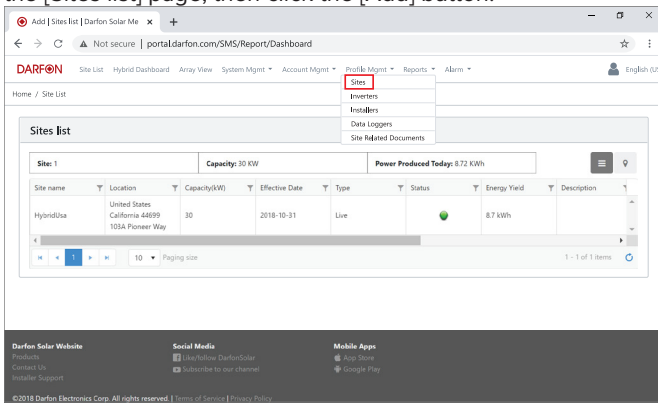 the [Sites list] page, then click the [Add] button.
Add | Sites list | Darfon Solar Me
Not secure | portal.darfon.com/SMS/Report/Dashboard
DARFON Site List Hybrid Dashboard Array View System Mgmt Account Mgmt Profile Mgmt Reports Alarm English (US
Sites
Inverters
Installers
Data Loggers
Site Related Documents
Home / Site List
Sites list
Site: 1 Capacity: 30 KW Power Produced Today: 8.72 KWh
Site name Location Capacity(kW) Effective Date Type Status Energy Yield Description
HybridUsa United States California 44699 103A Pioneer Way 30 2018-10-31 Live 8.7 kWh
1 10 Paging size 1 - 1 of 1 items
Darfon Solar Website Social Media Mobile Apps
Products Like/follow DarfonSolar App Store
Contact Us Subscribe to our channel Google Play
Installer Support
©2018 Darfon Electronics Corp. All rights reserved. | Terms of Service | Privacy Policy